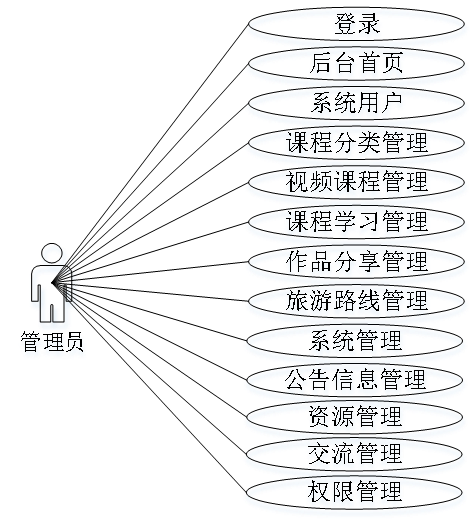 登录
后台首页
系统用户
课程分类管理
视频课程管理
课程学习管理
作品分享管理
旅游路线管理
管理员
系统管理
公告信息管理
资源管理
交流管理
权限管理